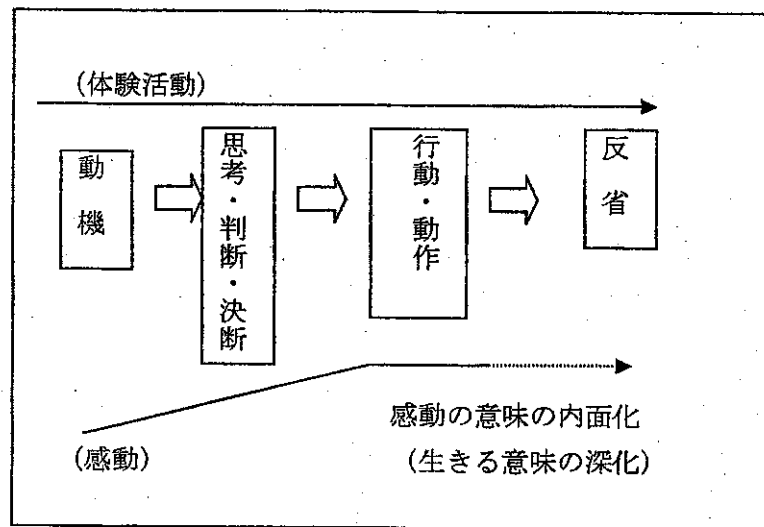 (体験活動)
動機
思考・判断・決断
行動・動作
反省
(感動)
感動の意味の内面化
(生きる意味の深化)